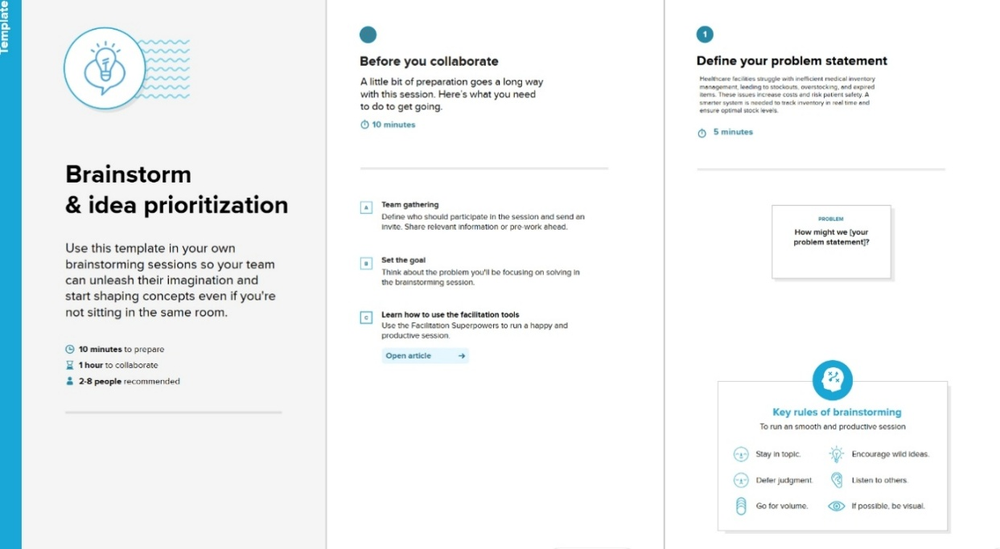 Template
Brainstorm
& idea prioritization
Use this template in your own
brainstorming sessions so your team
can unleash their imagination and
start shaping concepts even if you're
not sitting in the same room.
10 minutes to prepare
1 hour to collaborate
2-8 people recommended
Before you collaborate
A little bit of preparation goes a long way
with this session. Here's what you need
to do to get going.
10 minutes
A
Team gathering
Define who should participate in the session and send an
invite. Share relevant information or pre-work ahead.
B
Set the goal
Think about the problem you'll be focusing on solving in
the brainstorming session.
C
Learn how to use the facilitation tools
Use the Facilitation Superpowers to run a happy and
productive session.
Open article →
1
Define your problem statement
Healthcare facilities struggle with inefficient medical inventory
management, leading to stockouts, overstocking, and expired
items. These issues increase costs and risk patient safety. A
smarter system is needed to track inventory in real time and
ensure optimal stock levels.
5 minutes
PROBLEM
How might we [your
problem statement]?
Key rules of brainstorming
To run an smooth and productive session
Stay in topic.
Encourage wild ideas.
Defer judgment.
Listen to others.
Go for volume.
If possible, be visual.